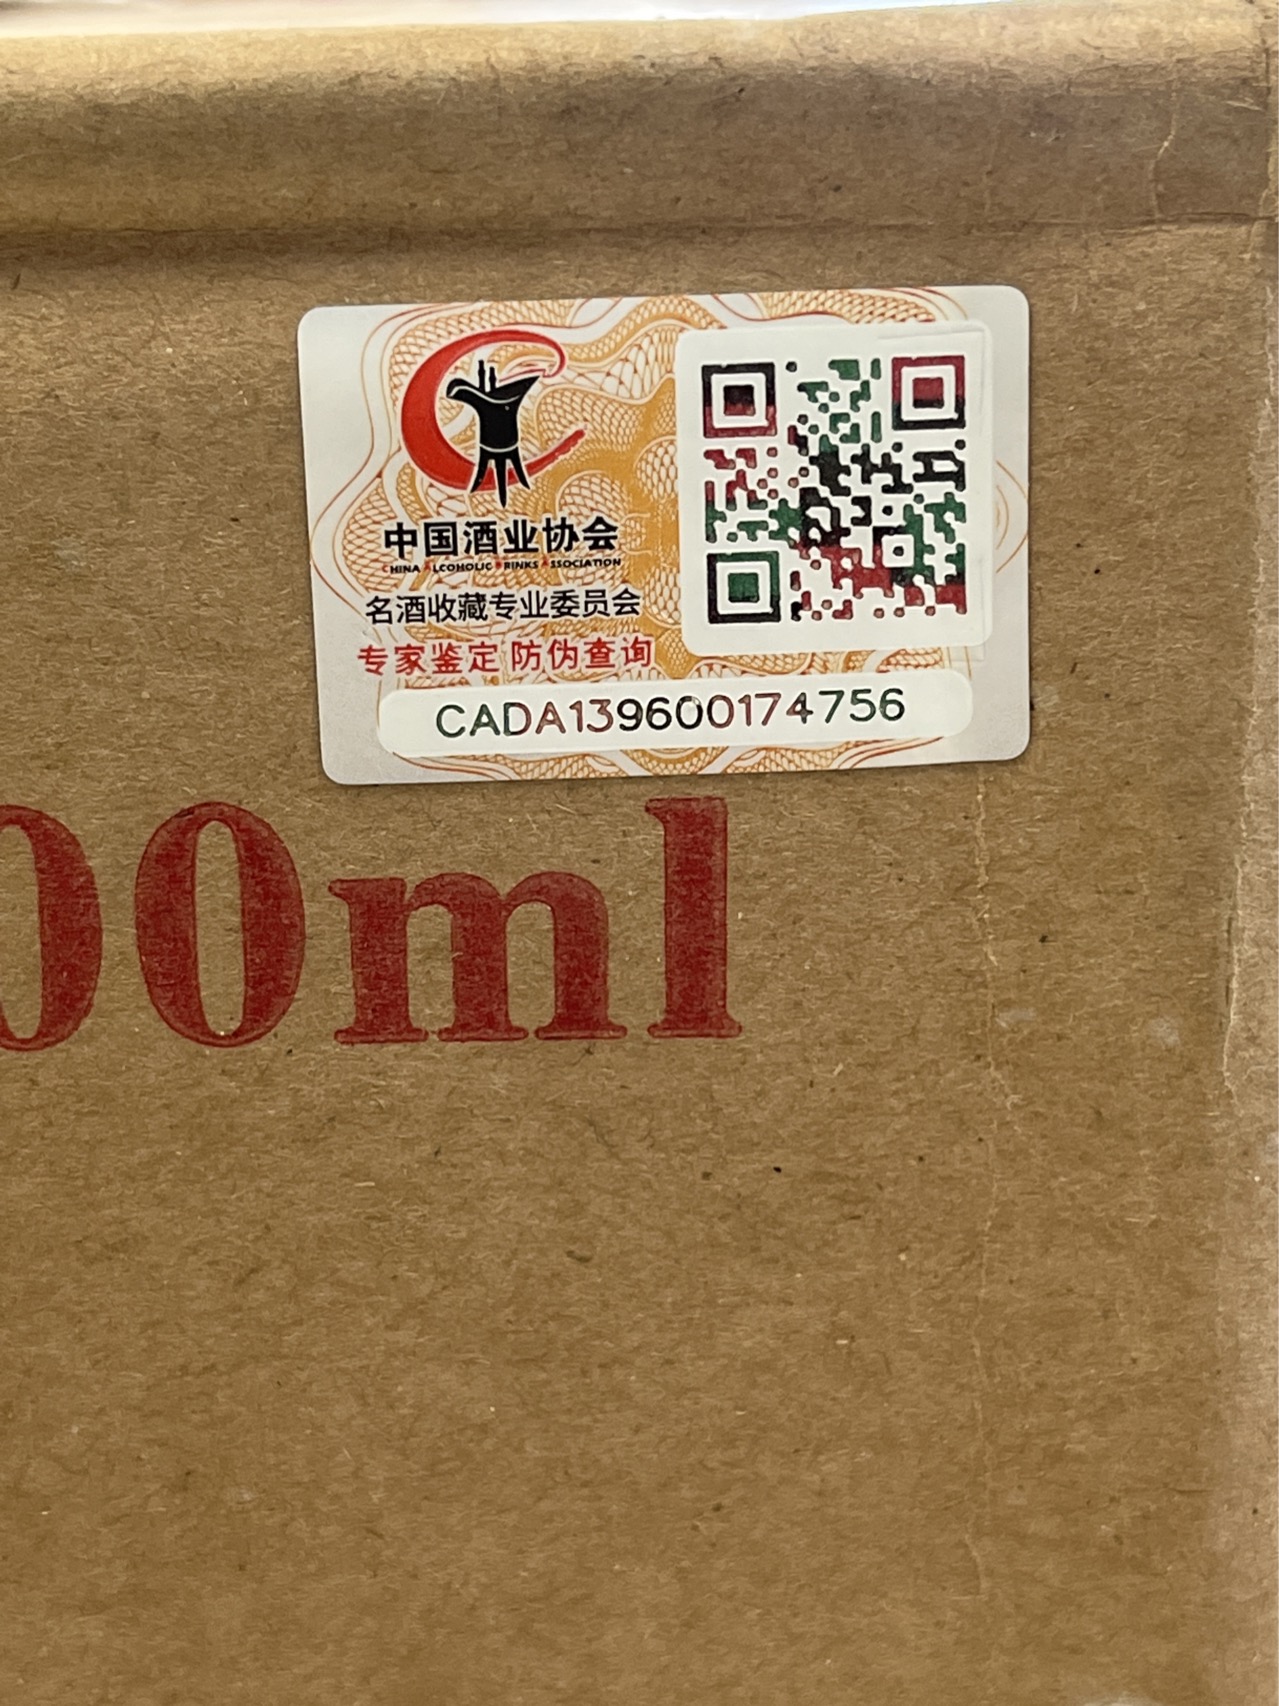 中国酒业协会
CHINA ALCOHOLIC DRINKS ASSOCIATION
名酒收藏专业委员会
专家鉴定 防伪查询
CADA139600174756
00ml